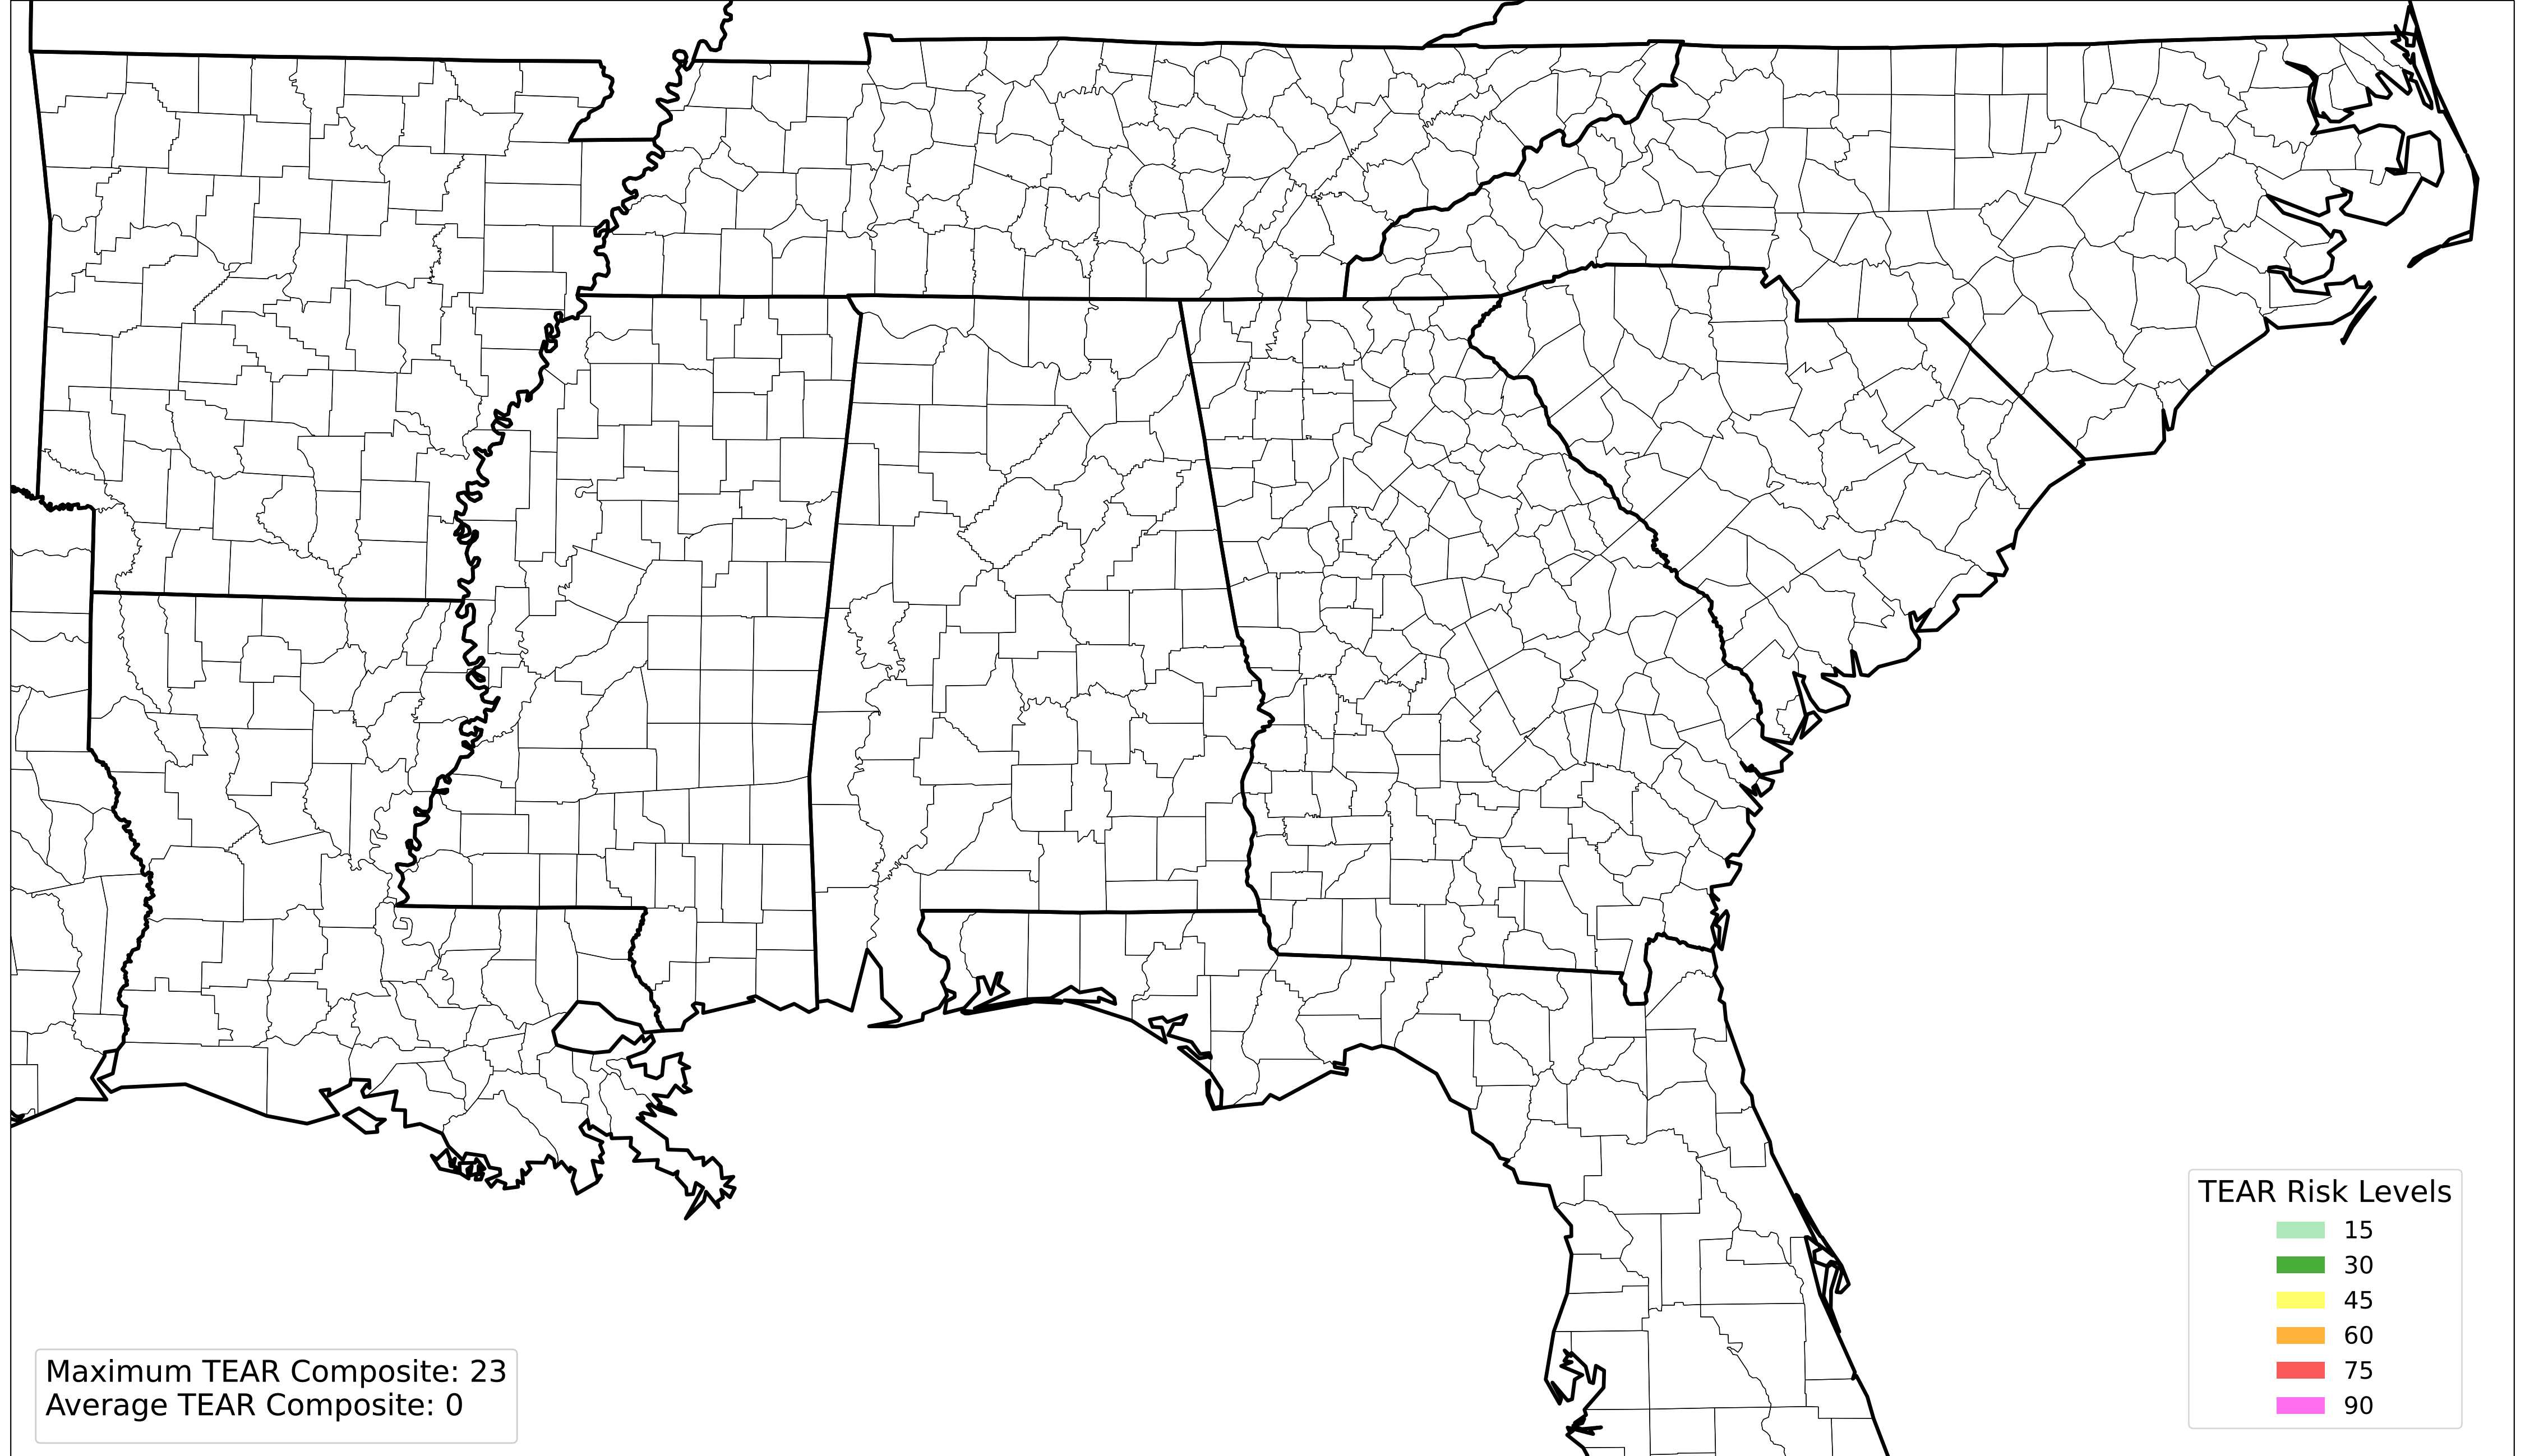 TEAR Risk Levels
15
30
45
60
75
90
Maximum TEAR Composite: 23
Average TEAR Composite: 0